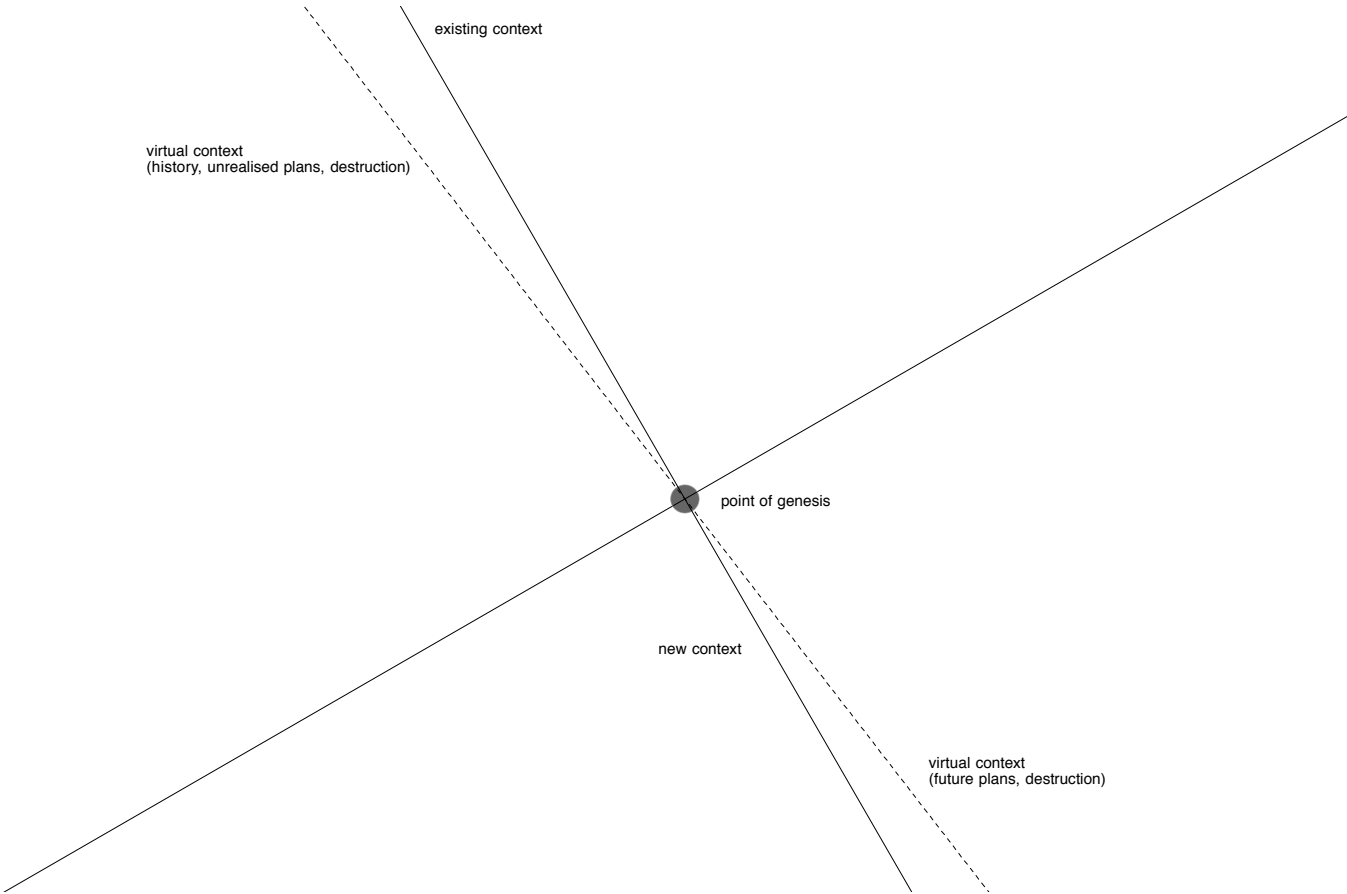 existing context
virtual context
(history, unrealised plans, destruction)
point of genesis
new context
virtual context
(future plans, destruction)